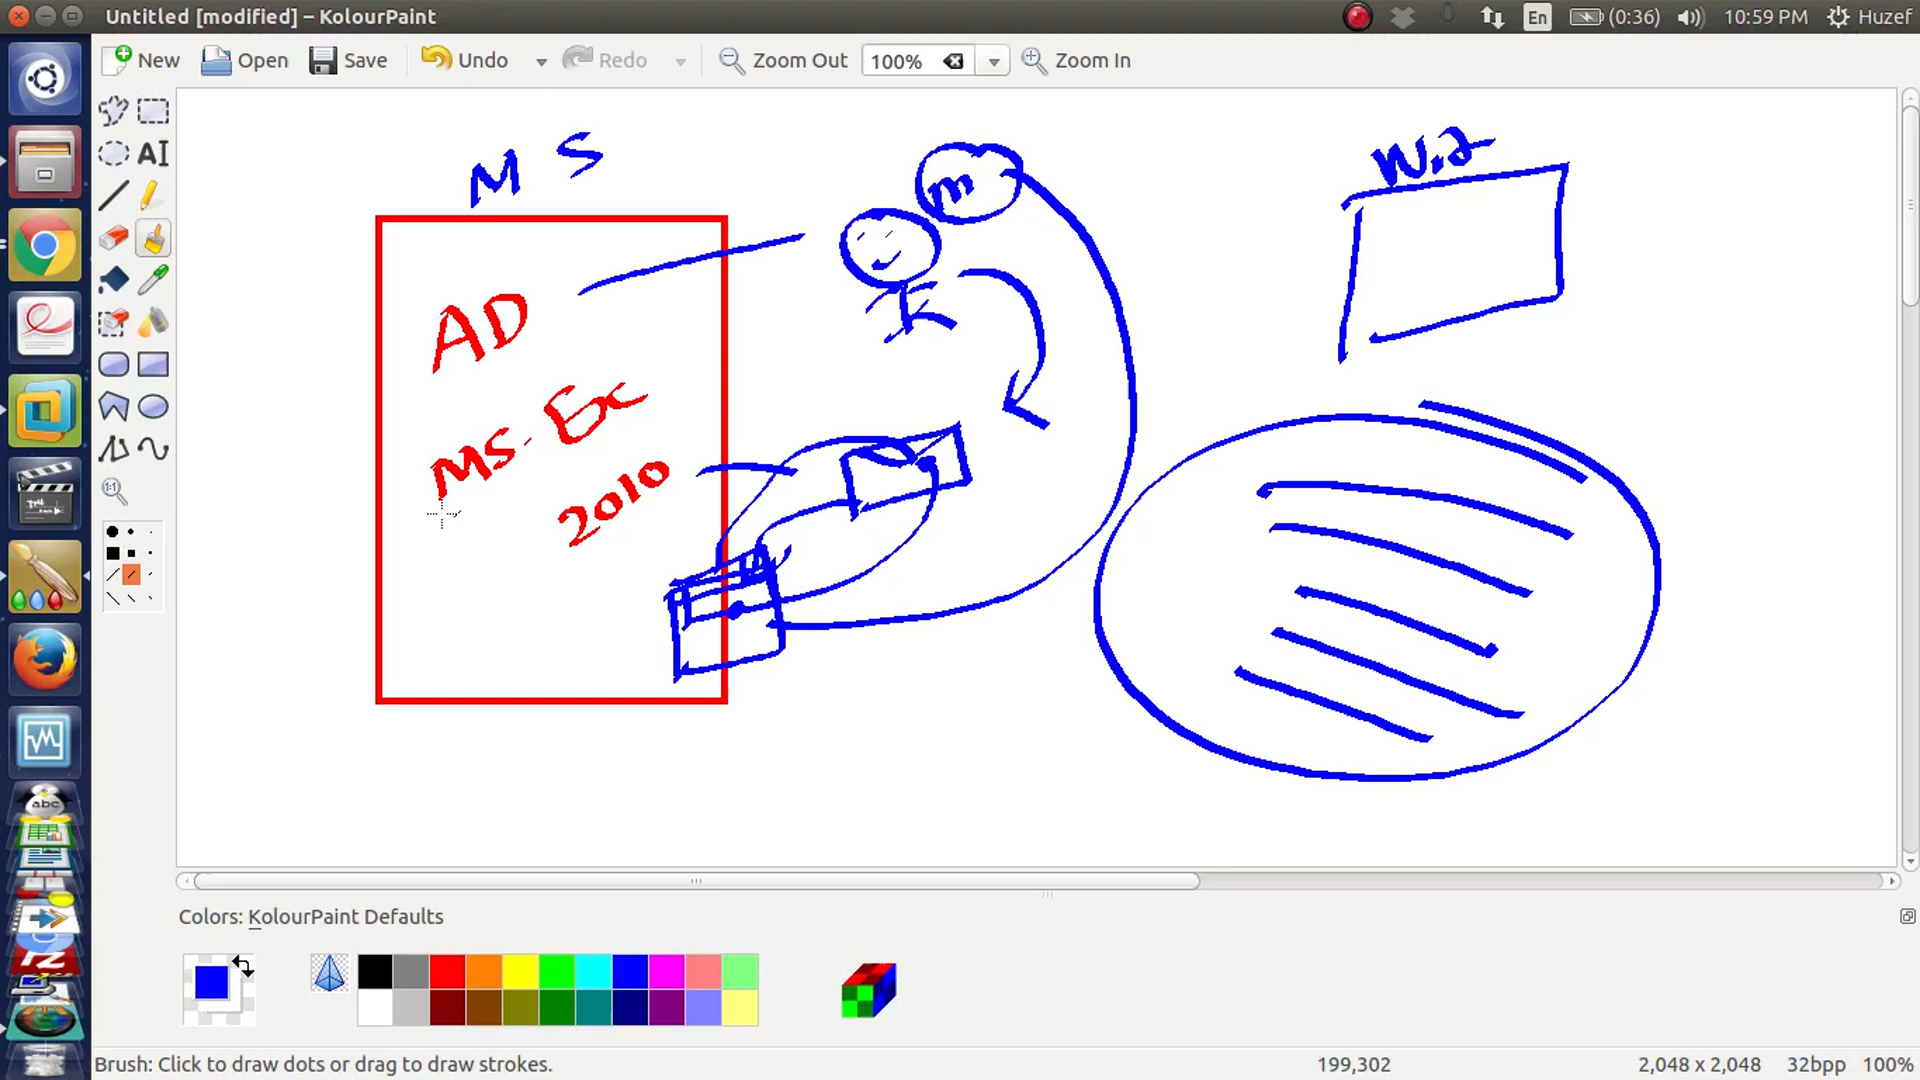 Untitled [modified] – KolourPaint
En
(0:36)
10:59 PM
Huzef
New
Open
Save
Undo
Redo
Zoom Out
100%
Zoom In
M S
m
W.2
AD
MS-Ex
2010
Colors: KolourPaint Defaults
Brush: Click to draw dots or drag to draw strokes.
199,302
2,048 x 2,048
32bpp
100%